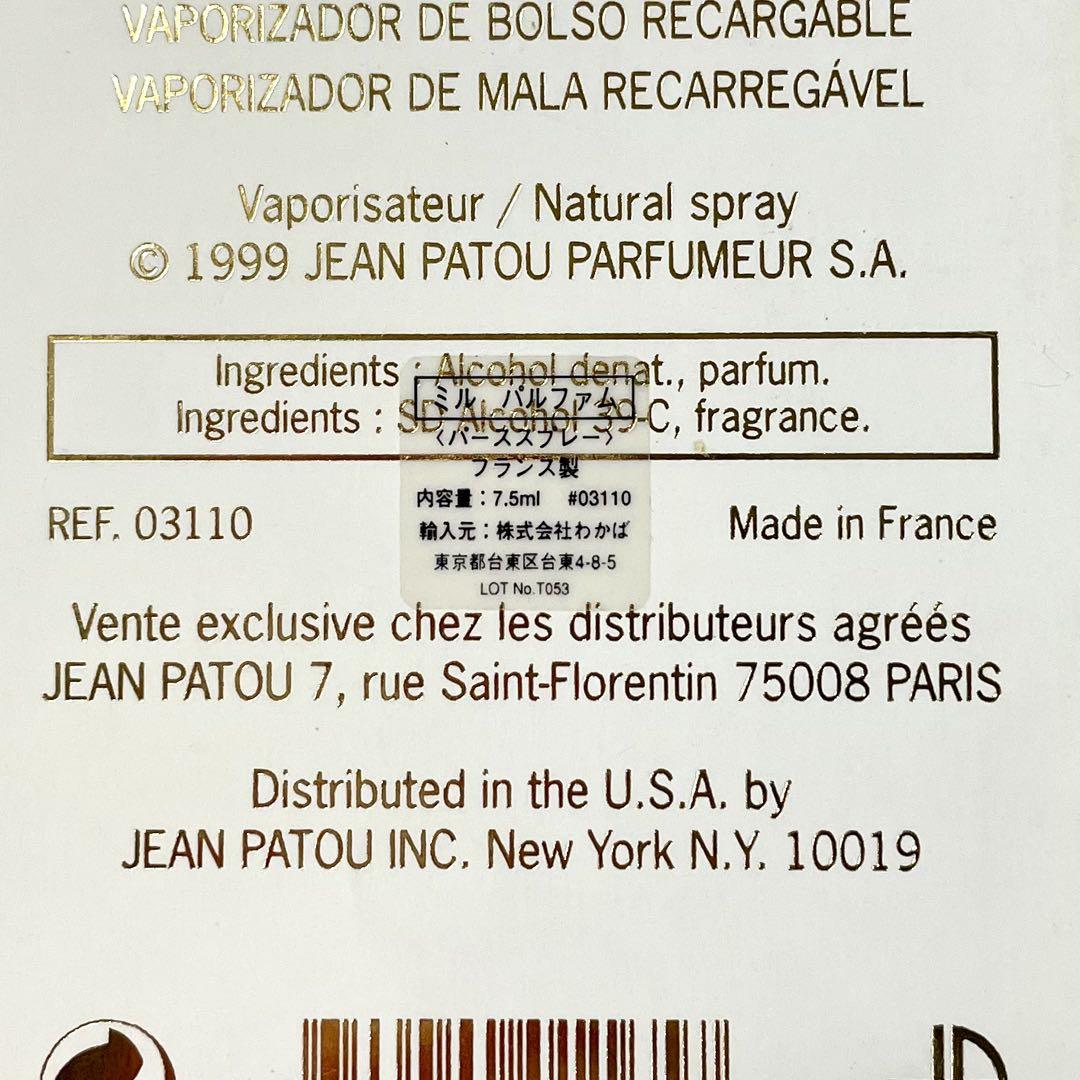 VAPORIZADOR DE BOLSO RECARGABLE
VAPORIZADOR DE MALA RECARREGÁVEL
Vaporisateur / Natural spray
© 1999 JEAN PATOU PARFUMEUR S.A.
Ingredients : Alcohol denat., parfum.
Ingredients : SD Alcohol 39-C, fragrance.
ミル パルファム
〈パーススプレー〉
フランス製
内容量：7.5ml #03110
輸入元：株式会社わかば
東京都台東区台東4-8-5
LOT No.T053
REF. 03110
Made in France
Vente exclusive chez les distributeurs agréés
JEAN PATOU 7, rue Saint-Florentin 75008 PARIS
Distributed in the U.S.A. by
JEAN PATOU INC. New York N.Y. 10019